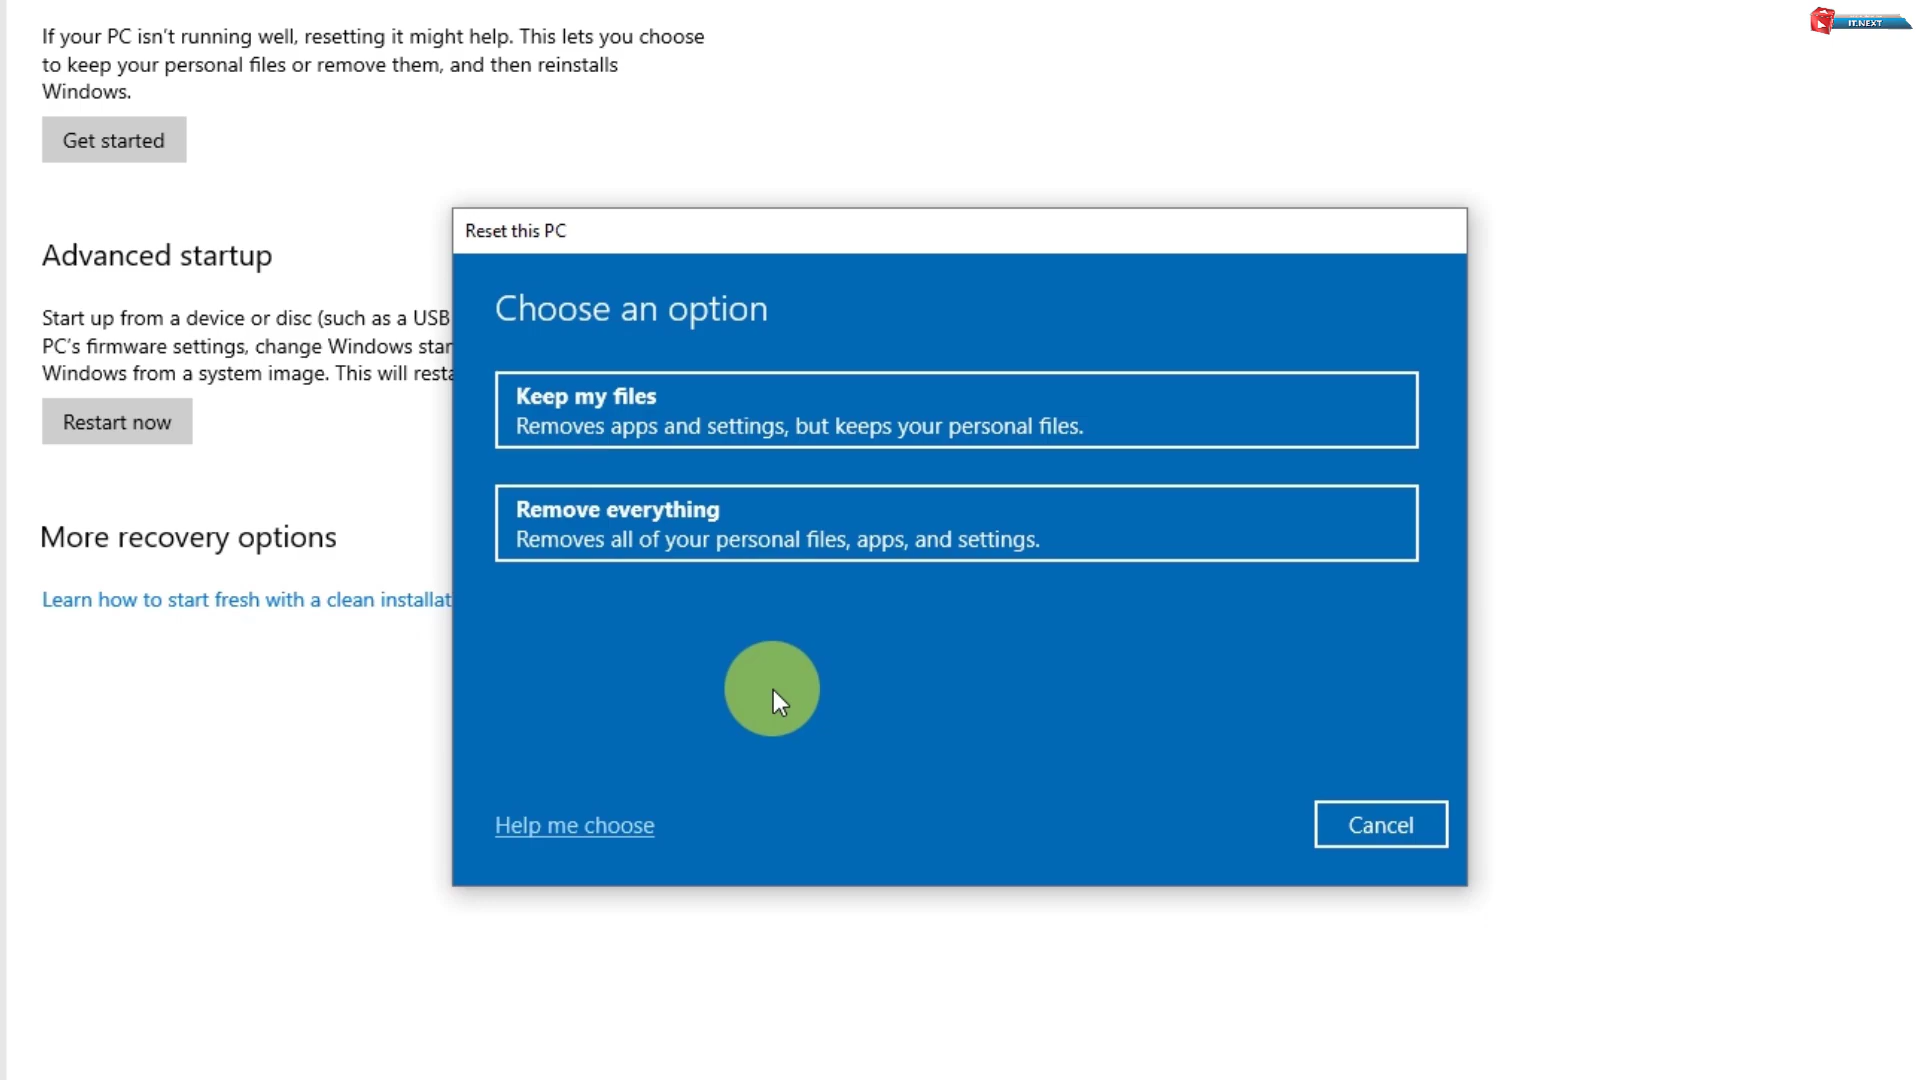 If your PC isn't running well, resetting it might help. This lets you choose
to keep your personal files or remove them, and then reinstalls
Windows.
Get started
Advanced startup
Start up from a device or disc (such as a USB
PC's firmware settings, change Windows star
Windows from a system image. This will resta
Restart now
More recovery options
Learn how to start fresh with a clean installat
Reset this PC
Choose an option
Keep my files
Removes apps and settings, but keeps your personal files.
Remove everything
Removes all of your personal files, apps, and settings.
Help me choose
Cancel
IT.NEXT